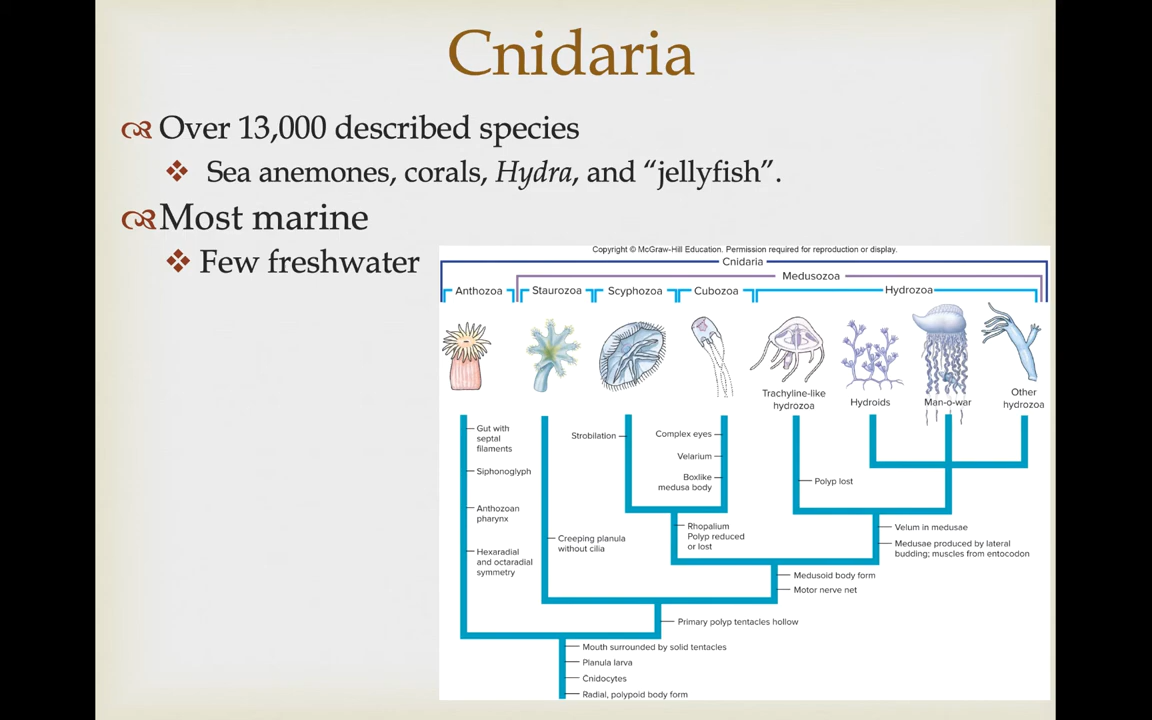 Cnidaria
Over 13,000 described species
Sea anemones, corals, Hydra, and “jellyfish”.
Most marine
Few freshwater
Copyright © McGraw-Hill Education. Permission required for reproduction or display.
Cnidaria
Medusozoa
Anthozoa
Staurozoa
Scyphozoa
Cubozoa
Hydrozoa
Trachyline-like
hydrozoa
Hydroids
Man-o-war
Other
hydrozoa
Gut with
septal
filaments
Siphonoglyph
Anthozoan
pharynx
Hexaradial
and octaradial
symmetry
Creeping planula
without cilia
Strobilation
Complex eyes
Velarium
Boxlike
medusa body
Rhopalium
Polyp reduced
or lost
Polyp lost
Velum in medusae
Medusae produced by lateral
budding; muscles from entocodon
Medusoid body form
Motor nerve net
Primary polyp tentacles hollow
Mouth surrounded by solid tentacles
Planula larva
Cnidocytes
Radial, polypoid body form